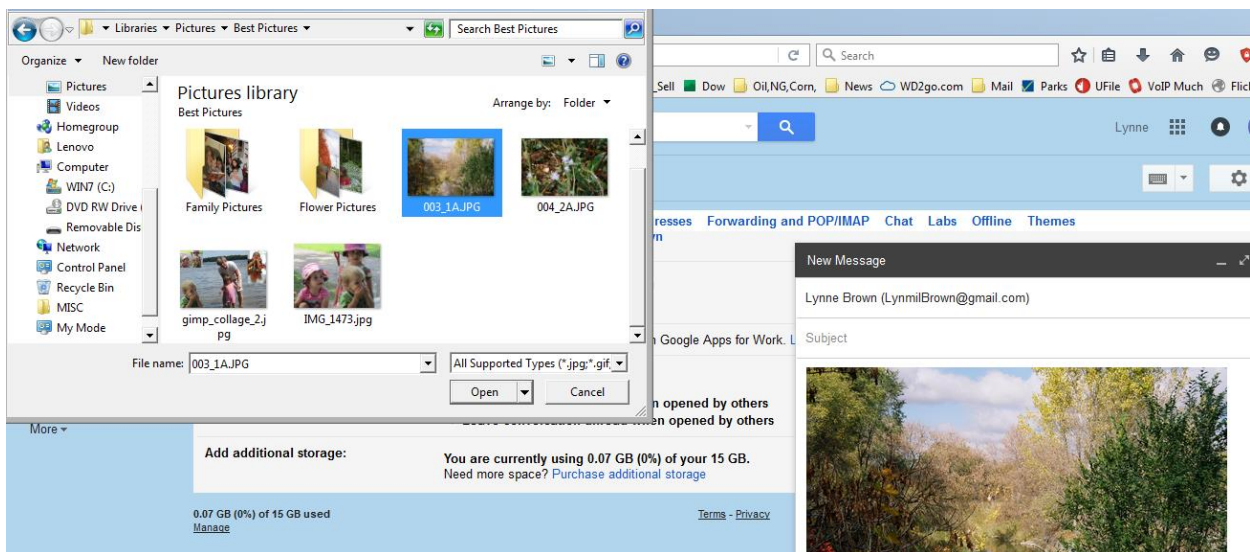 Libraries Pictures Best Pictures
Search Best Pictures
Organize New folder
Pictures
Videos
Homegroup
Lenovo
Computer
WIN7 (C:)
DVD RW Drive
Removable Dis
Network
Control Panel
Recycle Bin
MISC
My Mode
Pictures library
Best Pictures
Arrange by: Folder
Family Pictures
Flower Pictures
003_1A.JPG
004_2A.JPG
gimp_collage_2.j
pg
IMG_1473.jpg
File name: 003_1A.JPG
All Supported Types (*.jpg;*.gif;
Open
Cancel
Search
_Sell Dow Oil,NG,Corn, News WD2go.com Mail Parks UFile VoIP Much Flic
Lynne
resses Forwarding and POP/IMAP Chat Labs Offline Themes
Google Apps for Work.
n opened by others
when opened by others
More
Add additional storage:
You are currently using 0.07 GB (0%) of your 15 GB.
Need more space? Purchase additional storage
0.07 GB (0%) of 15 GB used
Manage
Terms - Privacy
New Message
Lynne Brown (LynmilBrown@gmail.com)
Subject